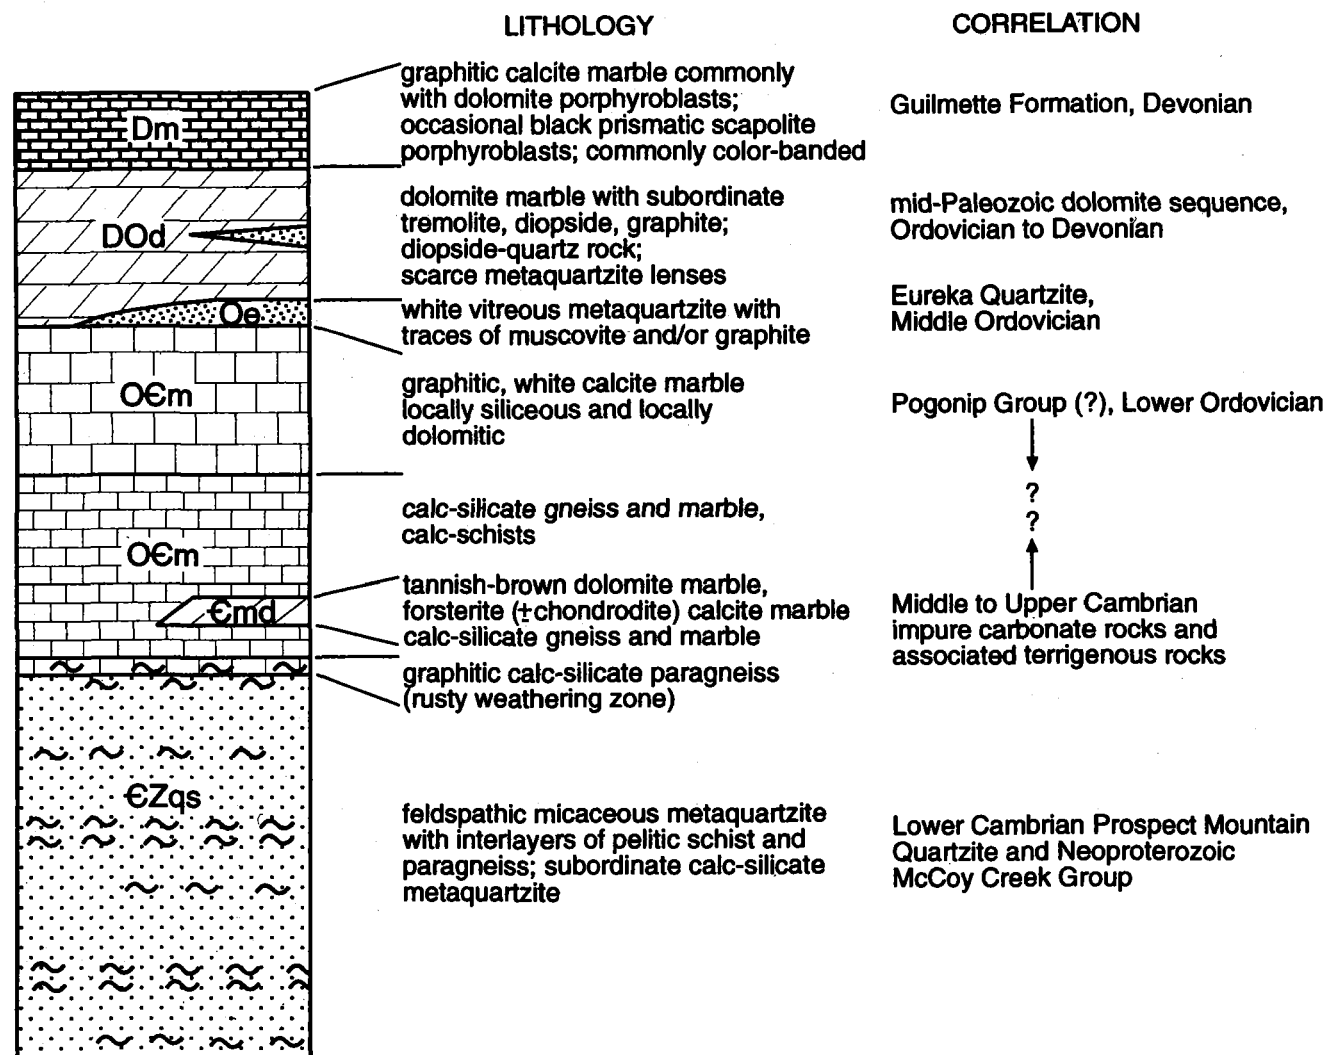 LITHOLOGY
CORRELATION
Dm
graphitic calcite marble commonly
with dolomite porphyroblasts;
occasional black prismatic scapolite
porphyroblasts; commonly color-banded
Guilmette Formation, Devonian
DOd
dolomite marble with subordinate
tremolite, diopside, graphite;
diopside-quartz rock;
scarce metaquartzite lenses
mid-Paleozoic dolomite sequence,
Ordovician to Devonian
Oe
white vitreous metaquartzite with
traces of muscovite and/or graphite
Eureka Quartzite,
Middle Ordovician
OЄm
graphitic, white calcite marble
locally siliceous and locally
dolomitic
Pogonip Group (?), Lower Ordovician
?
?
OЄm
calc-silicate gneiss and marble,
calc-schists
Єmd
tannish-brown dolomite marble,
forsterite (±chondrodite) calcite marble
calc-silicate gneiss and marble
Middle to Upper Cambrian
impure carbonate rocks and
associated terrigenous rocks
graphitic calc-silicate paragneiss
(rusty weathering zone)
ЄZqs
feldspathic micaceous metaquartzite
with interlayers of pelitic schist and
paragneiss; subordinate calc-silicate
metaquartzite
Lower Cambrian Prospect Mountain
Quartzite and Neoproterozoic
McCoy Creek Group